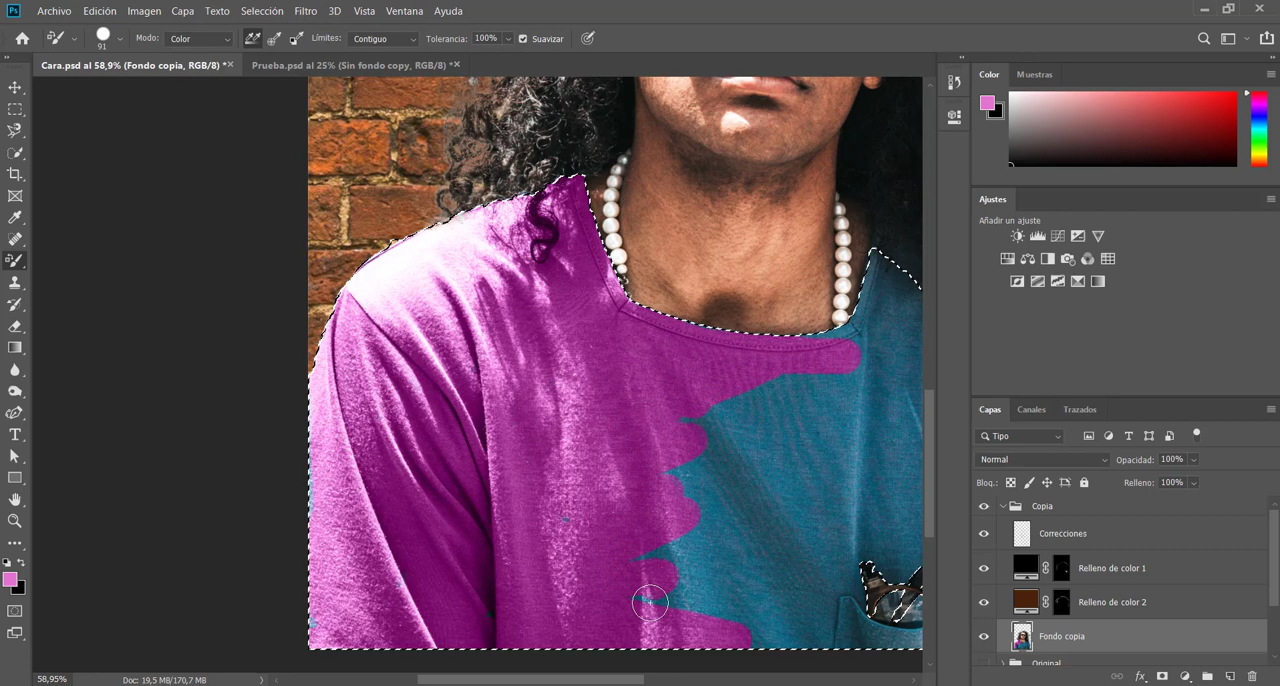 Ps Archivo Edición Imagen Capa Texto Selección Filtro 3D Vista Ventana Ayuda
91 Modo: Color Límites: Contiguo Tolerancia: 100% Suavizar
Cara.psd al 58,9% (Fondo copia, RGB/8) * Prueba.psd al 25% (Sin fondo copy, RGB/8) *
Color Muestras
Ajustes
Añadir un ajuste
Capas Canales Trazados
Tipo
Normal Opacidad: 100%
Bloq.: Relleno: 100%
Copia
Correcciones
Relleno de color 1
Relleno de color 2
Fondo copia
Original
58,95% Doc: 19,5 MB/170,7 MB